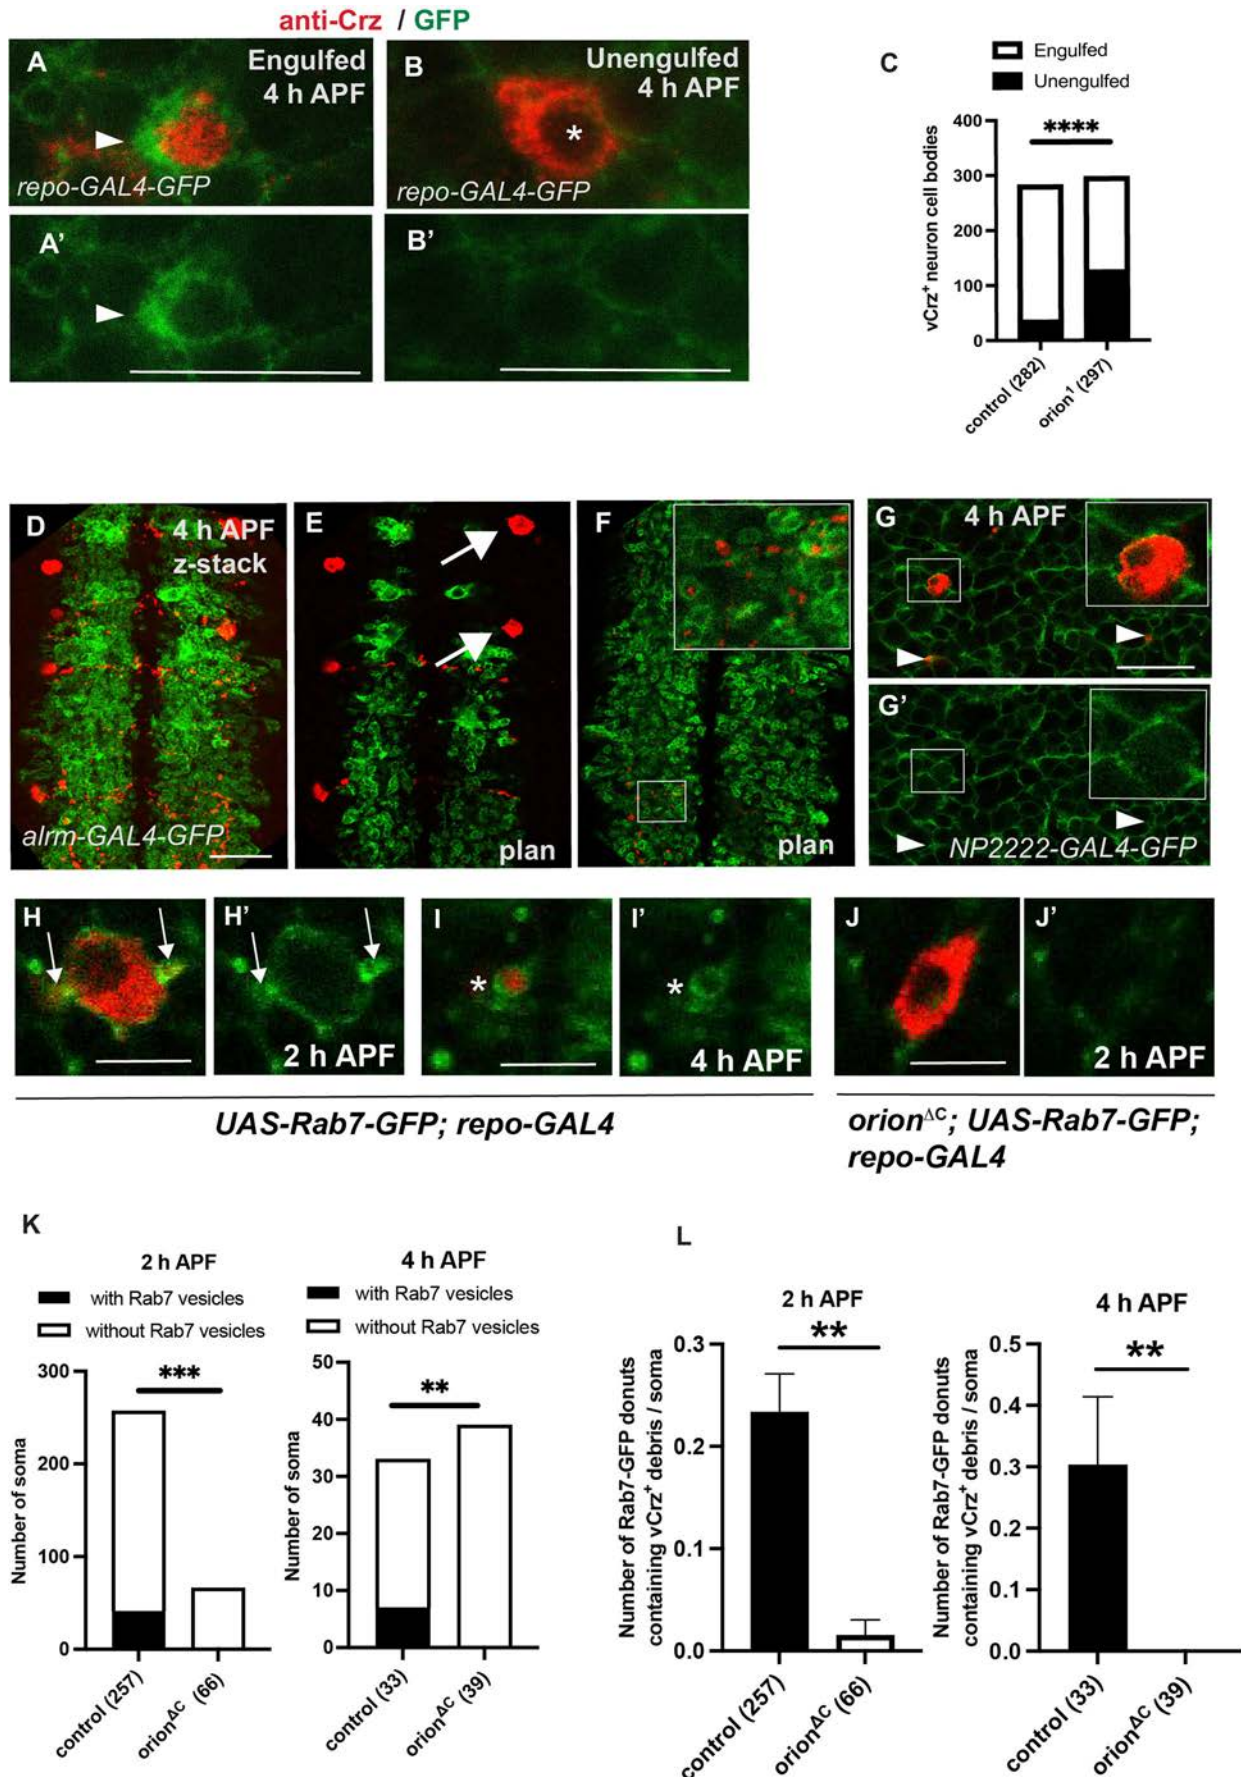 anti-Crz / GFP
A
Engulfed
4 h APF
repo-GAL4-GFP
B
Unengulfed
4 h APF
*
repo-GAL4-GFP
A'
B'
C
Engulfed
Unengulfed
****
400
300
200
100
0
vCrz⁺ neuron cell bodies
control (282)
orion¹ (297)
D
4 h APF
z-stack
alrm-GAL4-GFP
E
plan
F
plan
G
4 h APF
G'
NP2222-GAL4-GFP
H
H'
2 h APF
I
*
I'
*
4 h APF
J
J'
2 h APF
UAS-Rab7-GFP; repo-GAL4
orionᐃC; UAS-Rab7-GFP;
repo-GAL4
K
2 h APF
with Rab7 vesicles
without Rab7 vesicles
***
300
200
100
0
Number of soma
control (257)
orionᐃC (66)
4 h APF
with Rab7 vesicles
without Rab7 vesicles
**
50
40
30
20
10
0
Number of soma
control (33)
orionᐃC (39)
L
2 h APF
**
0.3
0.2
0.1
0.0
Number of Rab7-GFP donuts
containing vCrz⁺ debris / soma
control (257)
orionᐃC (66)
4 h APF
**
0.5
0.4
0.3
0.2
0.1
0.0
Number of Rab7-GFP donuts
containing vCrz⁺ debris / soma
control (33)
orionᐃC (39)